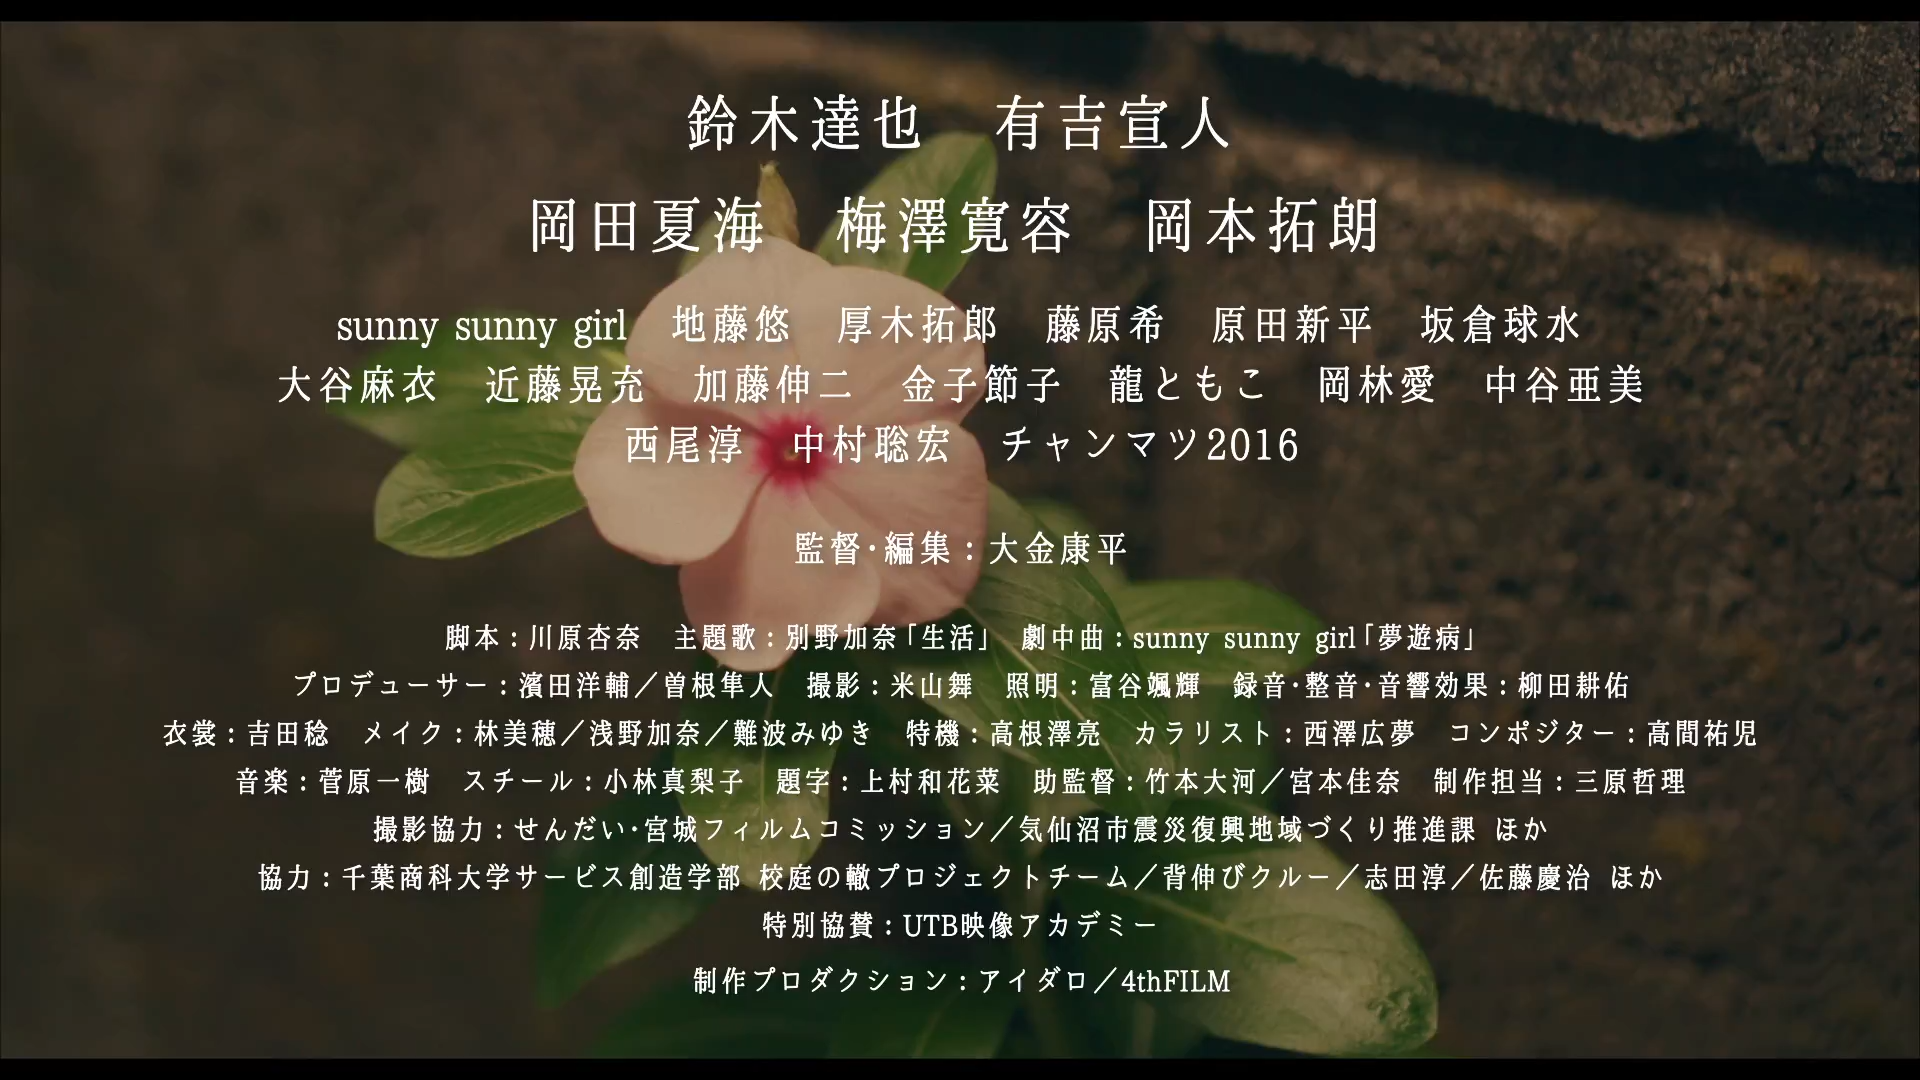 鈴木達也　有吉宣人
岡田夏海　梅澤寛容　岡本拓朗
sunny sunny girl　地藤悠　厚木拓郎　藤原希　原田新平　坂倉球水
大谷麻衣　近藤晃充　加藤伸二　金子節子　龍ともこ　岡林愛　中谷亜美
西尾淳　中村聡宏　チャンマツ2016
監督･編集：大金康平
脚本：川原杏奈　主題歌：別野加奈「生活」　劇中曲：sunny sunny girl「夢遊病」
プロデューサー：濱田洋輔／曽根隼人　撮影：米山舞　照明：富谷颯輝　録音･整音･音響効果：柳田耕佑
衣裳：吉田稔　メイク：林美穂／浅野加奈／難波みゆき　特機：高根澤亮　カラリスト：西澤広夢　コンポジター：高間祐児
音楽：菅原一樹　スチール：小林真梨子　題字：上村和花菜　助監督：竹本大河／宮本佳奈　制作担当：三原哲理
撮影協力：せんだい･宮城フィルムコミッション／気仙沼市震災復興地域づくり推進課 ほか
協力：千葉商科大学サービス創造学部 校庭の轍プロジェクトチーム／背伸びクルー／志田淳／佐藤慶治 ほか
特別協賛：UTB映像アカデミー
制作プロダクション：アイダロ／4thFILM